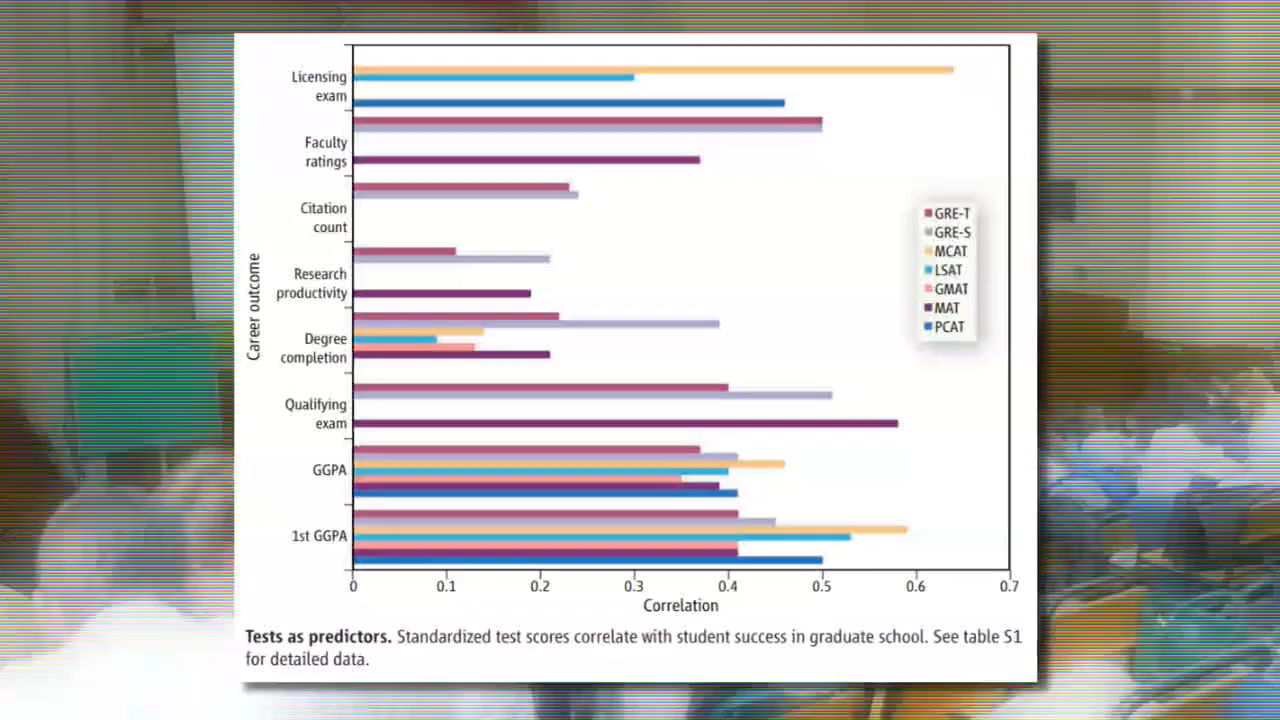 Licensing
exam
Faculty
ratings
Citation
count
Research
productivity
Degree
completion
Qualifying
exam
GGPA
1st GGPA
Career outcome
GRE-T
GRE-S
MCAT
LSAT
GMAT
MAT
PCAT
0 0.1 0.2 0.3 0.4 0.5 0.6 0.7
Correlation
Tests as predictors. Standardized test scores correlate with student success in graduate school. See table S1
for detailed data.